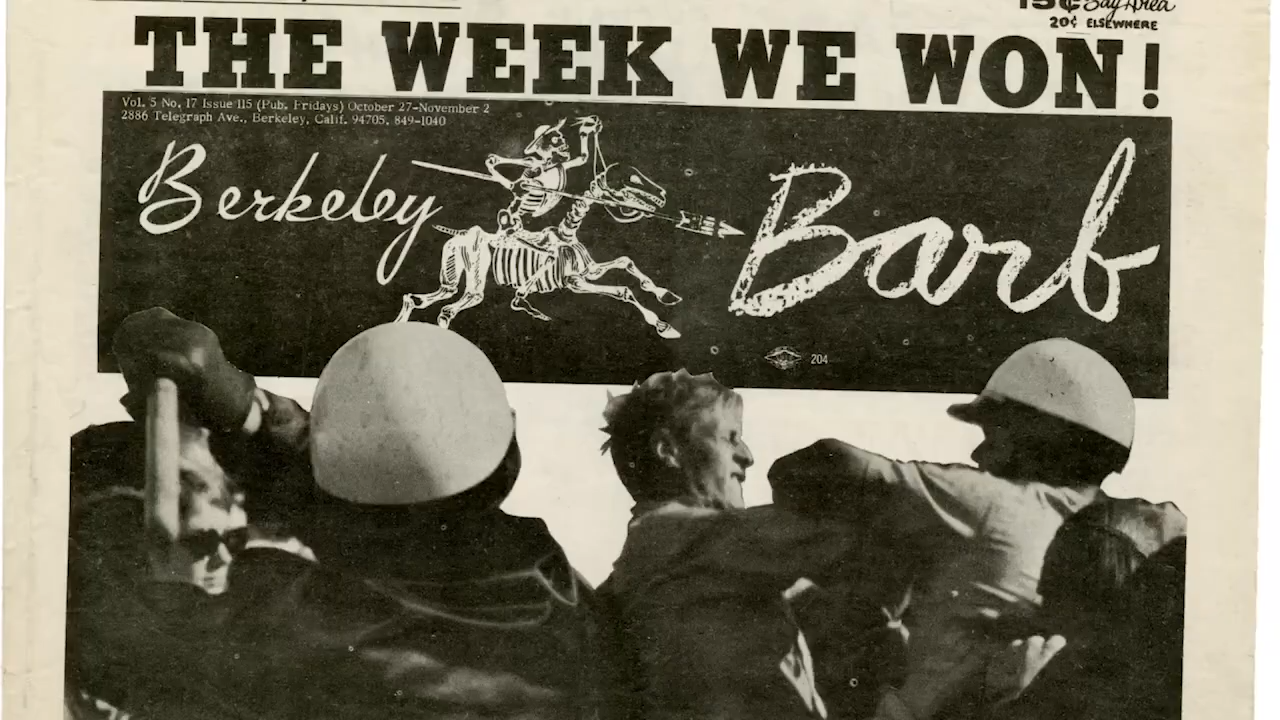 15¢ Bay Area
20¢ ELSEWHERE
THE WEEK WE WON!
Vol. 5 No. 17 Issue 115 (Pub. Fridays) October 27-November 2
2886 Telegraph Ave., Berkeley, Calif. 94705, 849-1040
Berkeley Barb
204